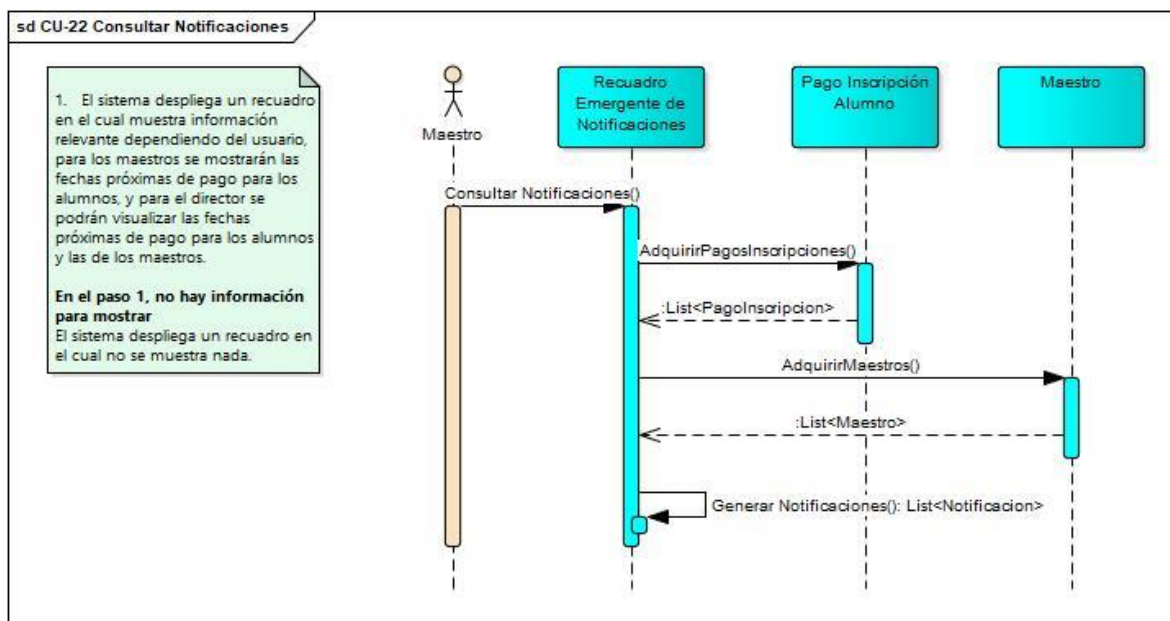 sd CU-22 Consultar Notificaciones
1. El sistema despliega un recuadro
en el cual muestra información
relevante dependiendo del usuario,
para los maestros se mostrarán las
fechas próximas de pago para los
alumnos, y para el director se
podrán visualizar las fechas
próximas de pago para los alumnos
y las de los maestros.
En el paso 1, no hay información
para mostrar
El sistema despliega un recuadro en
el cual no se muestra nada.
Maestro
Recuadro
Emergente de
Notificaciones
Pago Inscripción
Alumno
Maestro
Consultar Notificaciones()
AdquirirPagosInscripciones()
:List<PagoInscripcion>
AdquirirMaestros()
:List<Maestro>
Generar Notificaciones(): List<Notificacion>